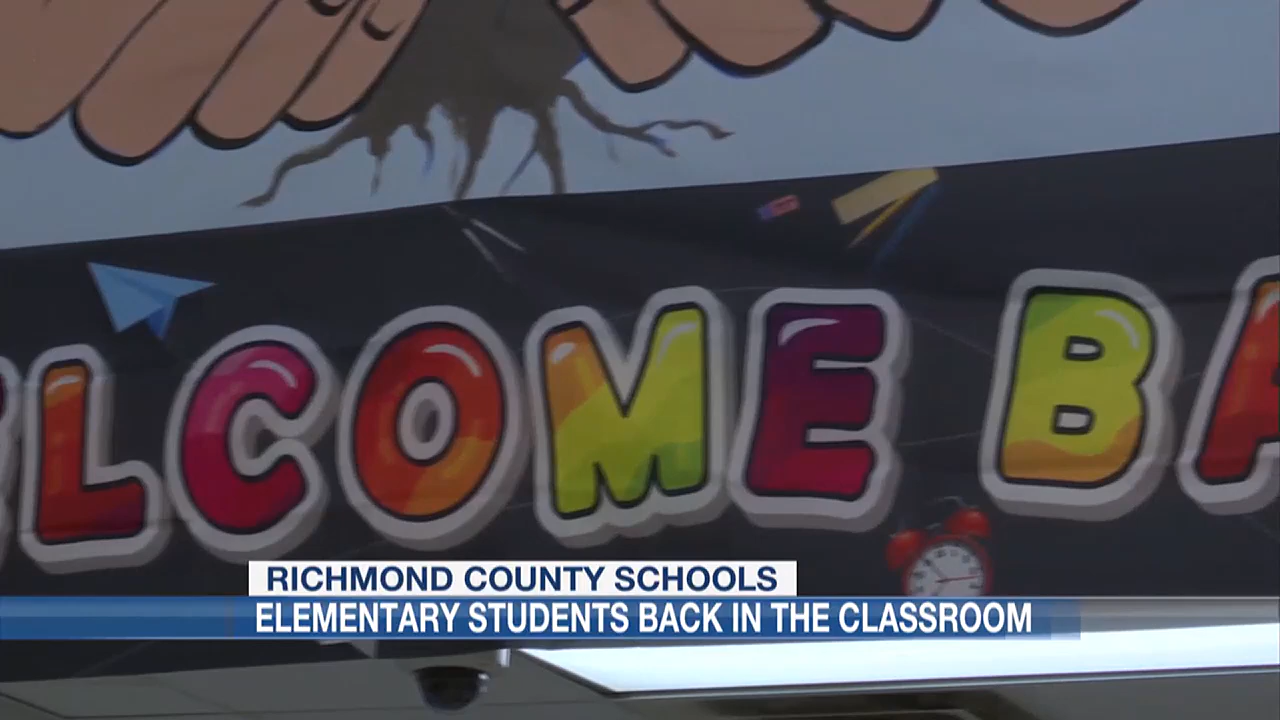 LCOME BA
RICHMOND COUNTY SCHOOLS
ELEMENTARY STUDENTS BACK IN THE CLASSROOM